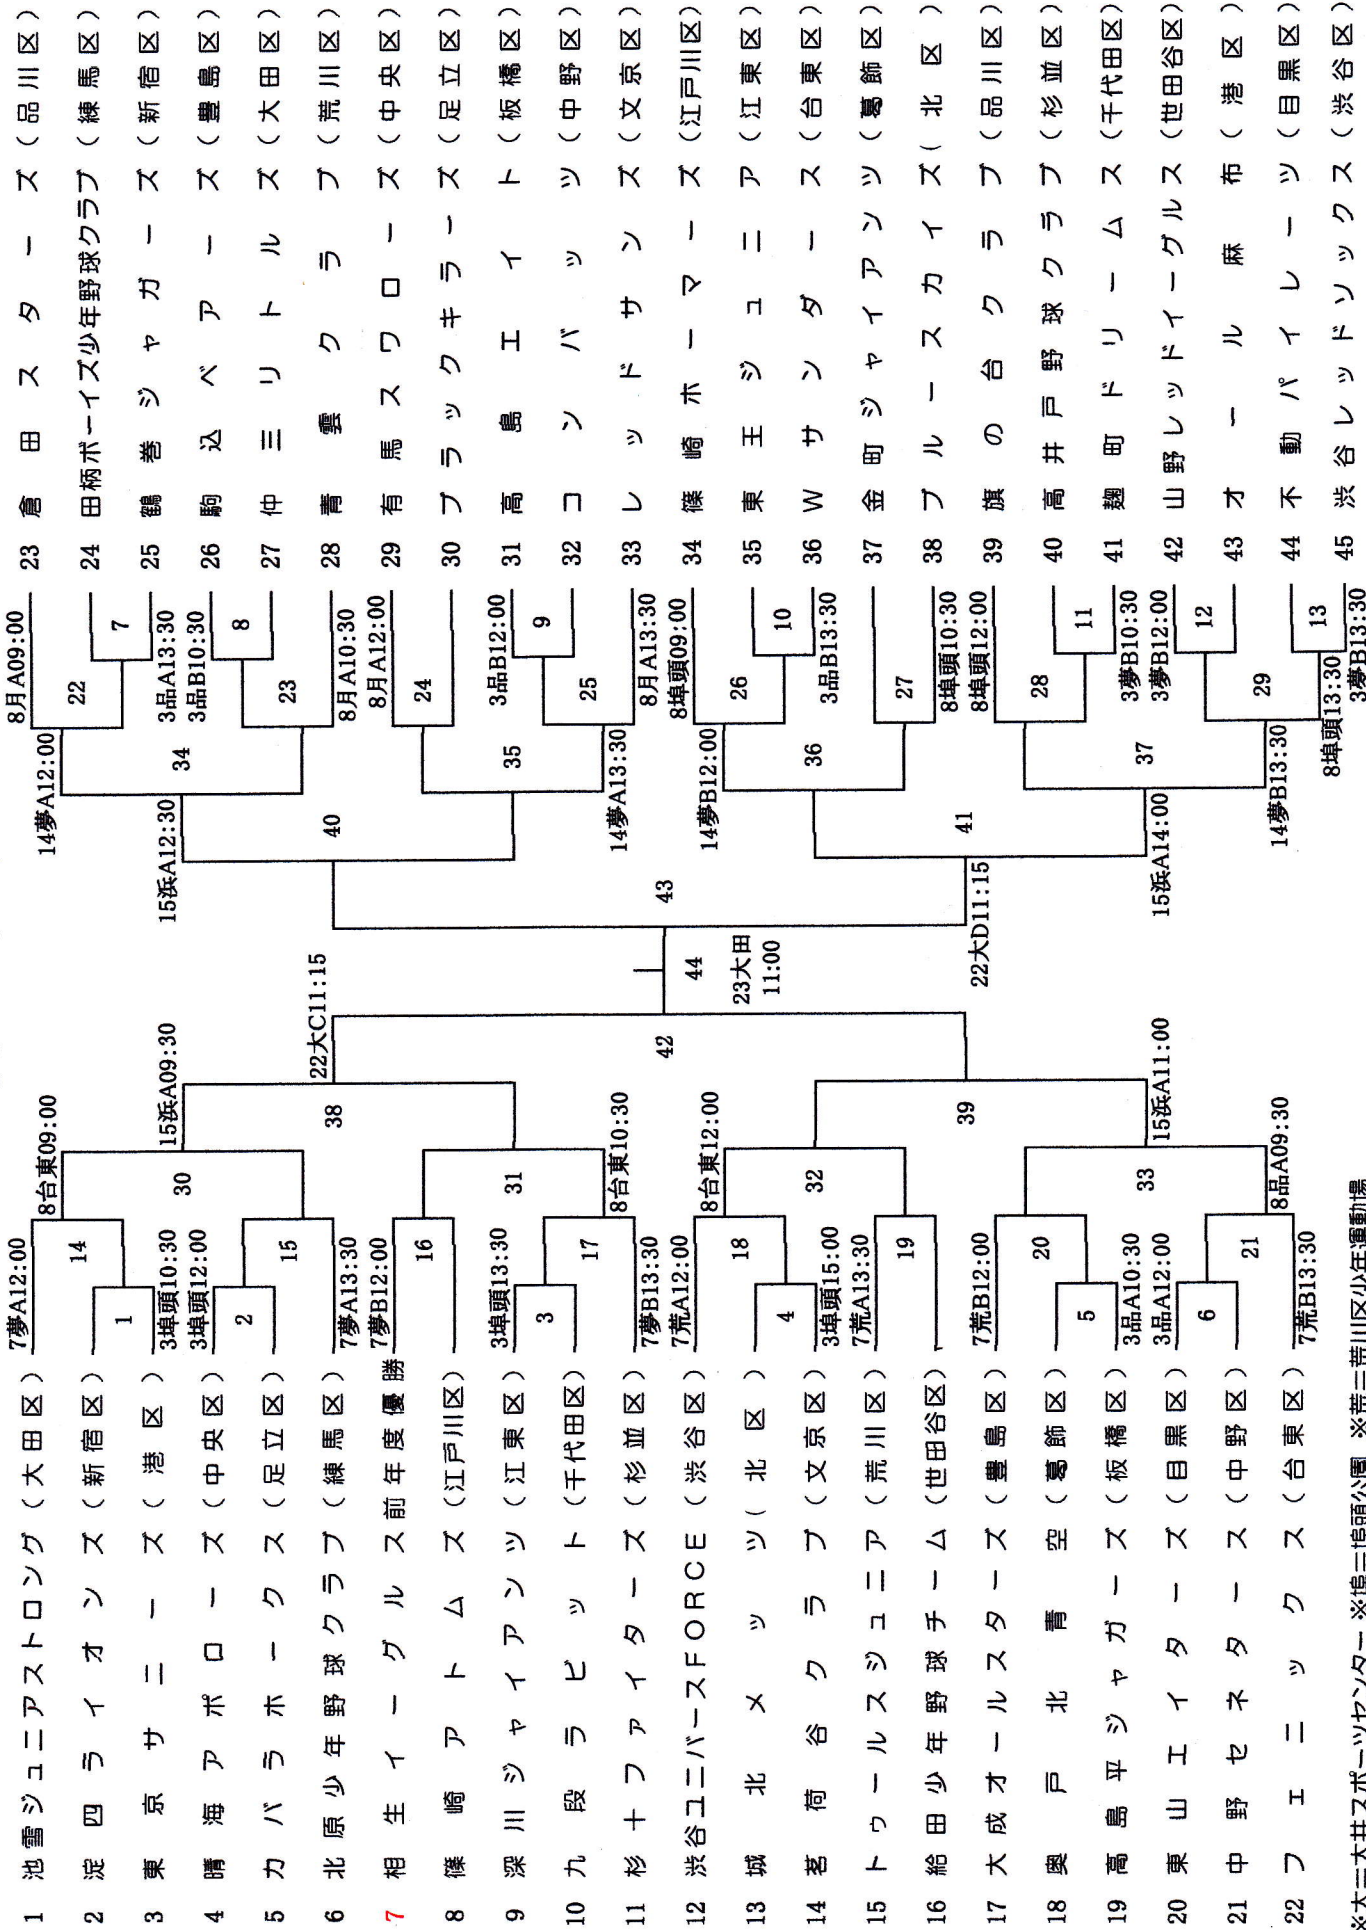 1 池雪ジュニアストロング（大田区）
2 淀四ライオンズ（新宿区）
3 東京サニーズ（港区）
4 晴海アポローズ（中央区）
5 カバラホークス（足立区）
6 北原少年野球クラブ（練馬区）
7 相生イーグルス前年度優勝
8 篠崎アトムズ（江戸川区）
9 深川ジャイアンツ（江東区）
10 九段ラビット（千代田区）
11 杉十ファイターズ（杉並区）
12 渋谷ユニバースFORCE（渋谷区）
13 城北メッツ（北区）
14 茗荷谷クラブ（文京区）
15 トゥールスジュニア（荒川区）
16 給田少年野球チーム（世田谷区）
17 大成オールスターズ（豊島区）
18 奥戸北青空（葛飾区）
19 高島平ジャガーズ（板橋区）
20 東山エイターズ（目黒区）
21 中野セネタース（中野区）
22 フェニックス（台東区）
7夢A12:00
14
1
3埠頭10:30
3埠頭12:00
2
15
7夢A13:30
7夢B12:00
16
3埠頭13:30
3
17
7夢B13:30
7荒A12:00
18
4
3埠頭15:00
7荒A13:30
19
7荒B12:00
20
5
3品A10:30
3品A12:00
6
21
7荒B13:30
8台東09:00
30
31
8台東10:30
8台東12:00
32
33
8品A09:30
15浜A09:30
38
39
15浜A11:00
22大C11:15
42
44
23大田
11:00
43
22大D11:15
15浜A12:30
40
41
15浜A14:00
14夢A12:00
34
35
14夢A13:30
14夢B12:00
36
37
14夢B13:30
8月A09:00
22
7
3品A13:30
3品B10:30
8
23
8月A10:30
8月A12:00
24
3品B12:00
9
25
8月A13:30
8埠頭09:00
26
10
3品B13:30
27
8埠頭10:30
8埠頭12:00
28
11
3夢B10:30
3夢B12:00
12
29
13
8埠頭13:30
3夢B13:30
23 倉田スターズ（品川区）
24 田柄ボーイズ少年野球クラブ（練馬区）
25 鶴巻ジャガーズ（新宿区）
26 駒込ベアーズ（豊島区）
27 仲三リトルズ（大田区）
28 青雲クラブ（荒川区）
29 有馬スワローズ（中央区）
30 ブラックキラーズ（足立区）
31 高島エイト（板橋区）
32 コンバッツ（中野区）
33 レッドサンズ（文京区）
34 篠崎ホーマーズ（江戸川区）
35 東王ジュニア（江東区）
36 Wサンダース（台東区）
37 金町ジャイアンツ（葛飾区）
38 ブルースカイズ（北区）
39 旗の台クラブ（品川区）
40 高井戸野球クラブ（杉並区）
41 麹町ドリームス（千代田区）
42 山野レッドイーグルス（世田谷区）
43 オール麻布（港区）
44 不動パイレーツ（目黒区）
45 渋谷レッドソックス（渋谷区）
※大＝大井スポーツセンター ※埠＝埠頭公園 ※荒＝荒川区少年運動場